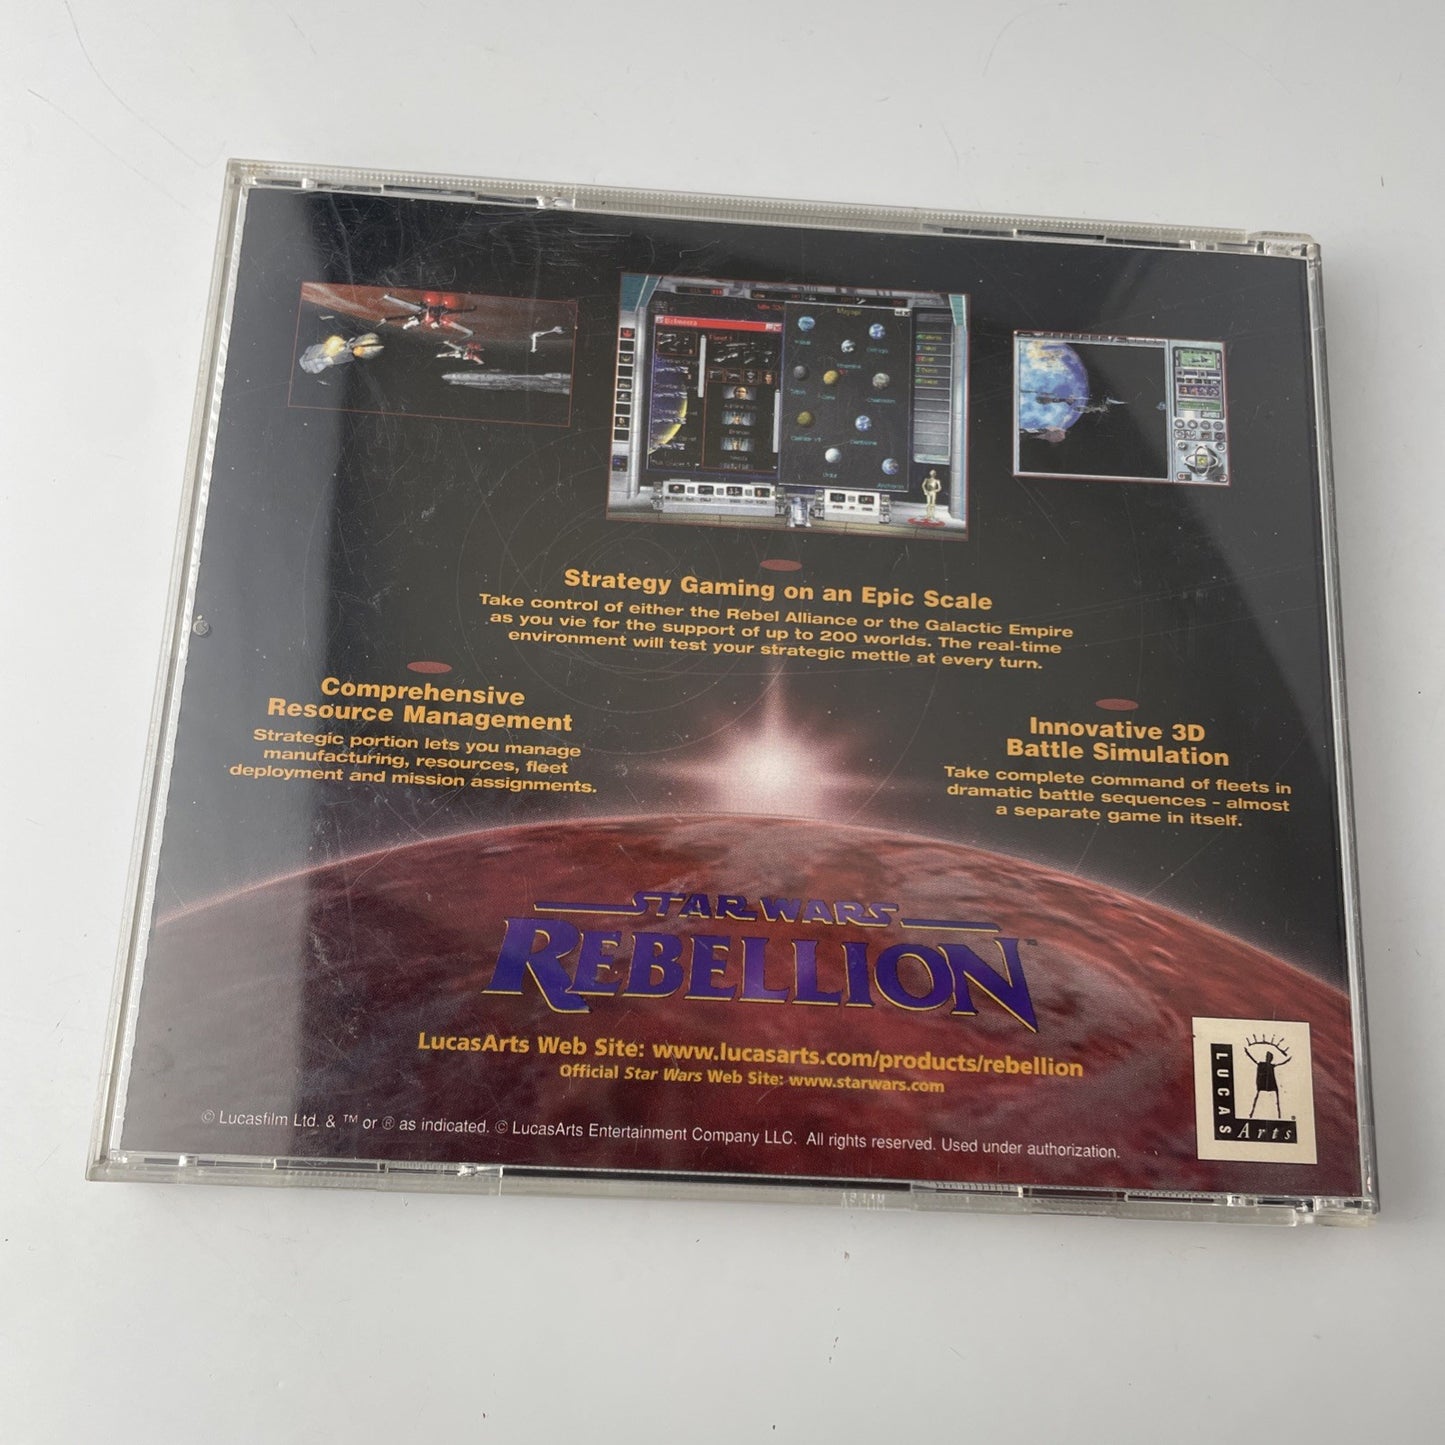 Strategy Gaming on an Epic Scale
Take control of either the Rebel Alliance or the Galactic Empire
as you vie for the support of up to 200 worlds. The real-time
environment will test your strategic mettle at every turn.
Comprehensive
Resource Management
Strategic portion lets you manage
manufacturing, resources, fleet
deployment and mission assignments.
Innovative 3D
Battle Simulation
Take complete command of fleets in
dramatic battle sequences - almost
a separate game in itself.
STAR WARS
REBELLION™
LucasArts Web Site: www.lucasarts.com/products/rebellion
Official Star Wars Web Site: www.starwars.com
© Lucasfilm Ltd. & ™ or ® as indicated. © LucasArts Entertainment Company LLC. All rights reserved. Used under authorization.
LUCAS
Arts®